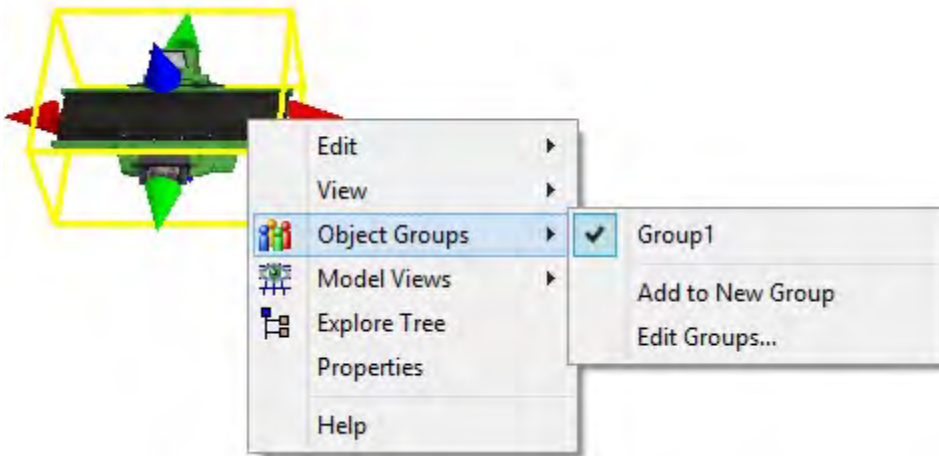 Edit
View
Object Groups
Model Views
Explore Tree
Properties
Help
Group1
Add to New Group
Edit Groups...